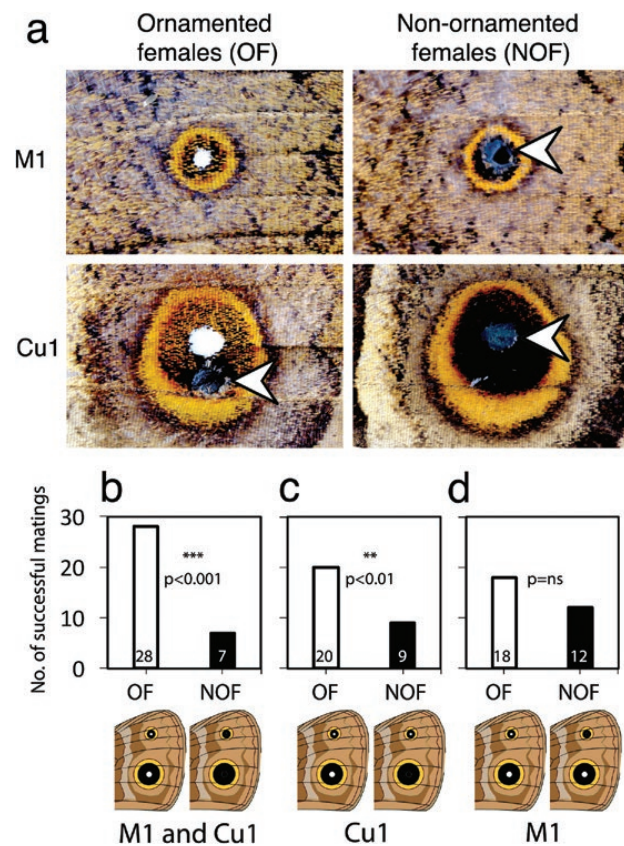 a
Ornamented
females (OF)
Non-ornamented
females (NOF)
M1
Cu1
b
c
d
No. of successful matings
30
20
10
0
***
p<0.001
28
7
OF
NOF
**
p<0.01
20
9
OF
NOF
p=ns
18
12
OF
NOF
M1 and Cu1
Cu1
M1